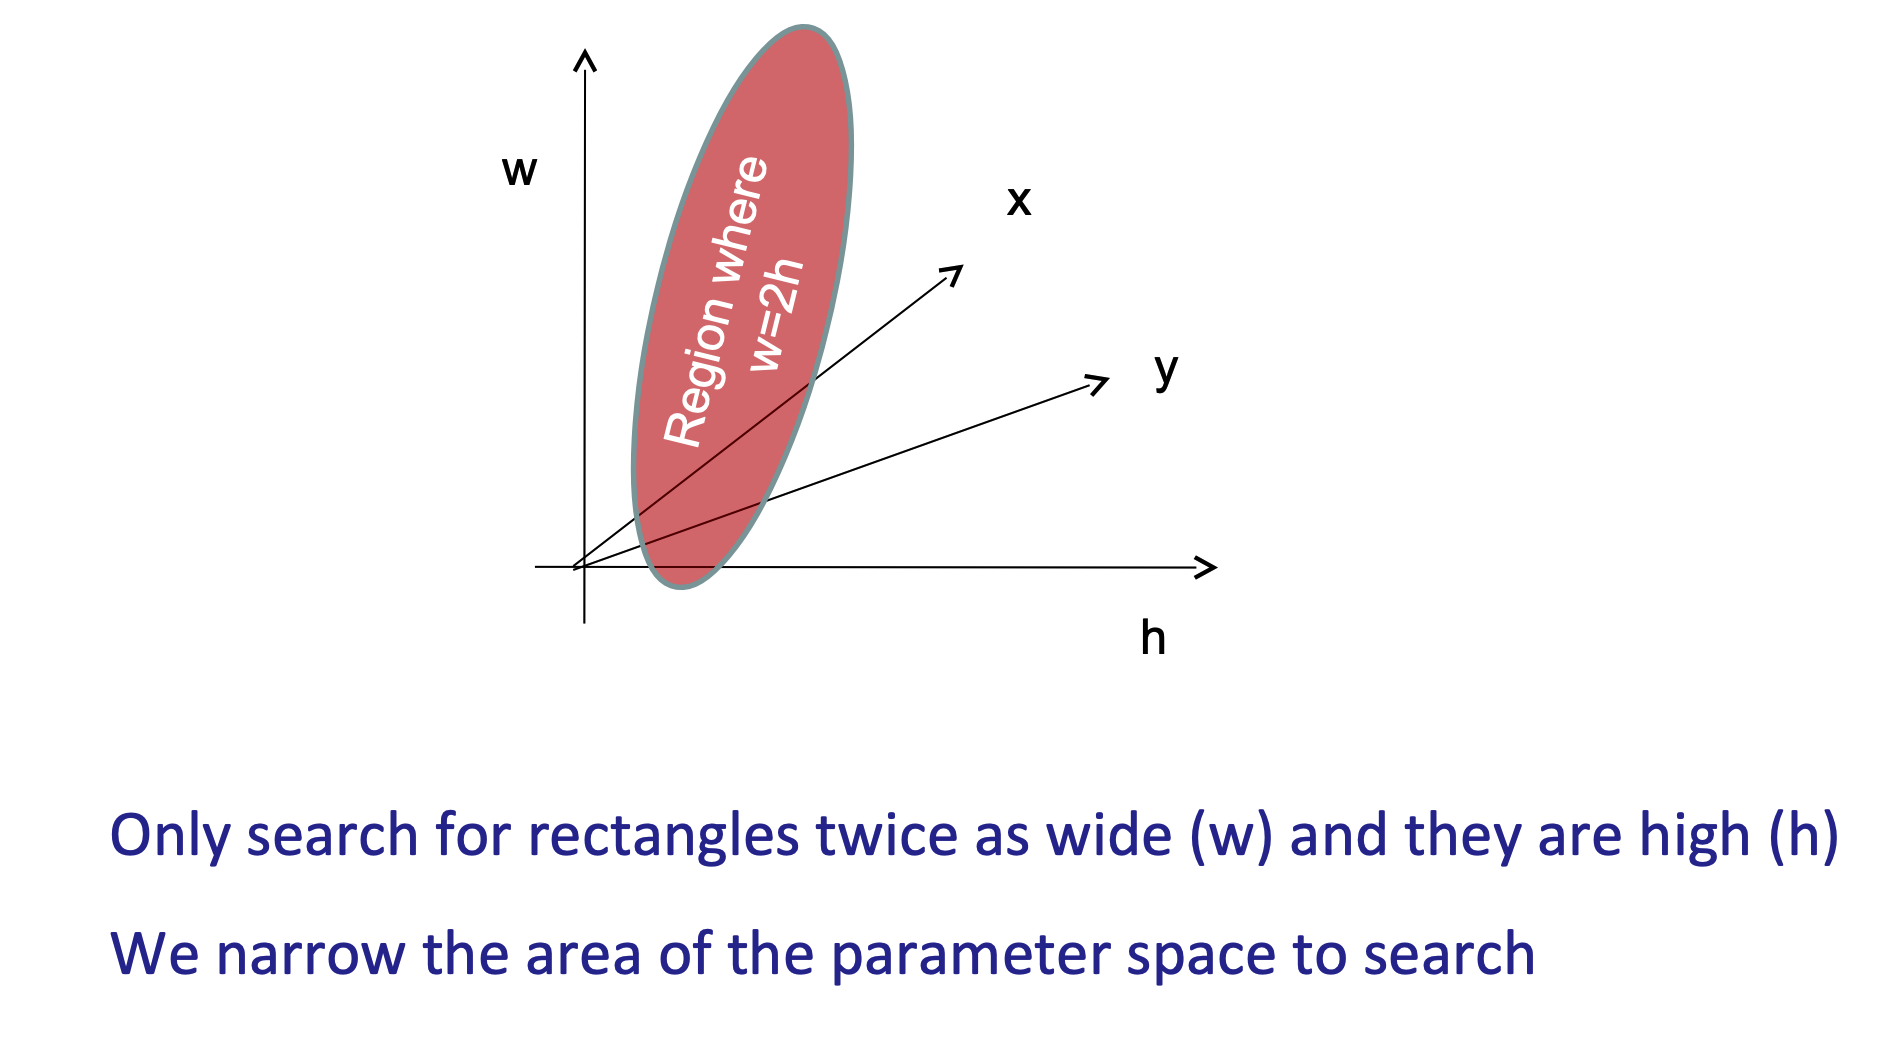 w
x
Region where
w=2h
y
h
Only search for rectangles twice as wide (w) and they are high (h)
We narrow the area of the parameter space to search